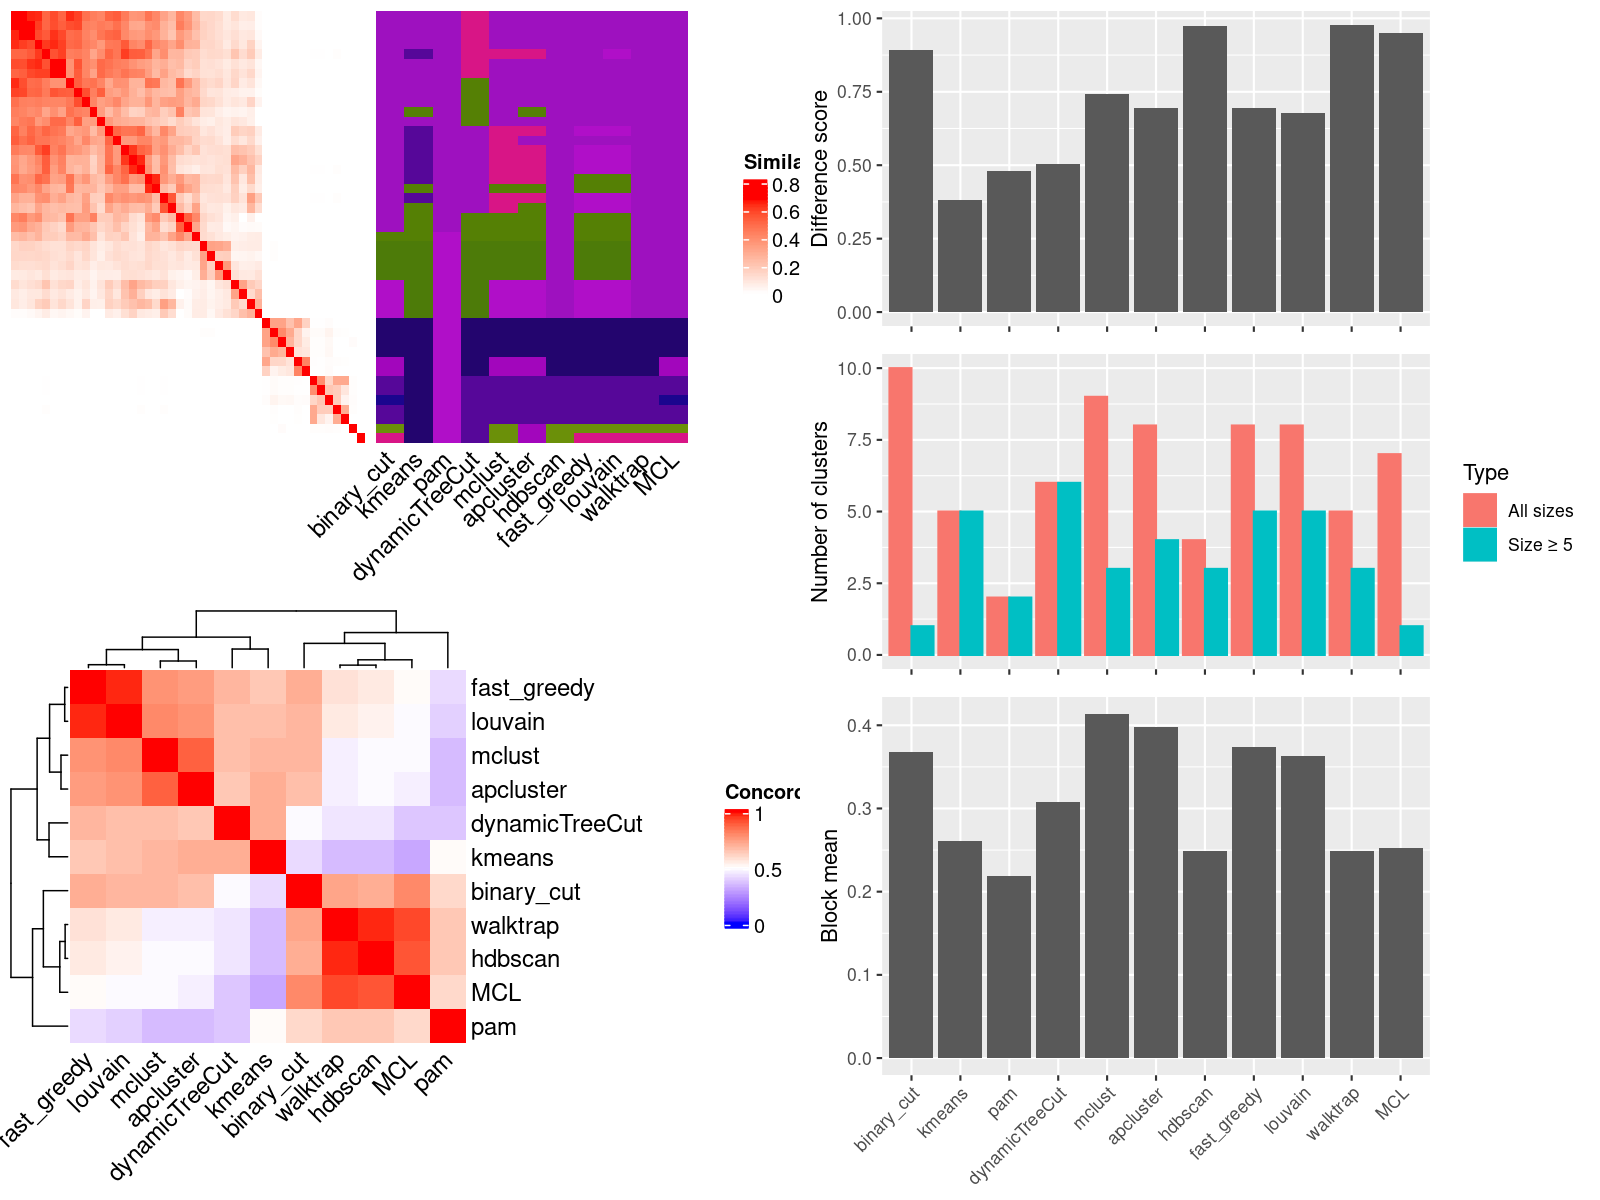 Simila
0.8
0.6
0.4
0.2
0
binary_cut
kmeans
pam
dynamicTreeCut
mclust
apcluster
hdbscan
fast_greedy
louvain
walktrap
MCL
fast_greedy
louvain
mclust
apcluster
dynamicTreeCut
kmeans
binary_cut
walktrap
hdbscan
MCL
pam
fast_greedy
louvain
mclust
apcluster
dynamicTreeCut
kmeans
binary_cut
walktrap
hdbscan
MCL
pam
Concord
1
0.5
0
Difference score
1.00
0.75
0.50
0.25
0.00
Number of clusters
10.0
7.5
5.0
2.5
0.0
Type
All sizes
Size ≥ 5
Block mean
0.4
0.3
0.2
0.1
0.0
binary_cut
kmeans
pam
dynamicTreeCut
mclust
apcluster
hdbscan
fast_greedy
louvain
walktrap
MCL